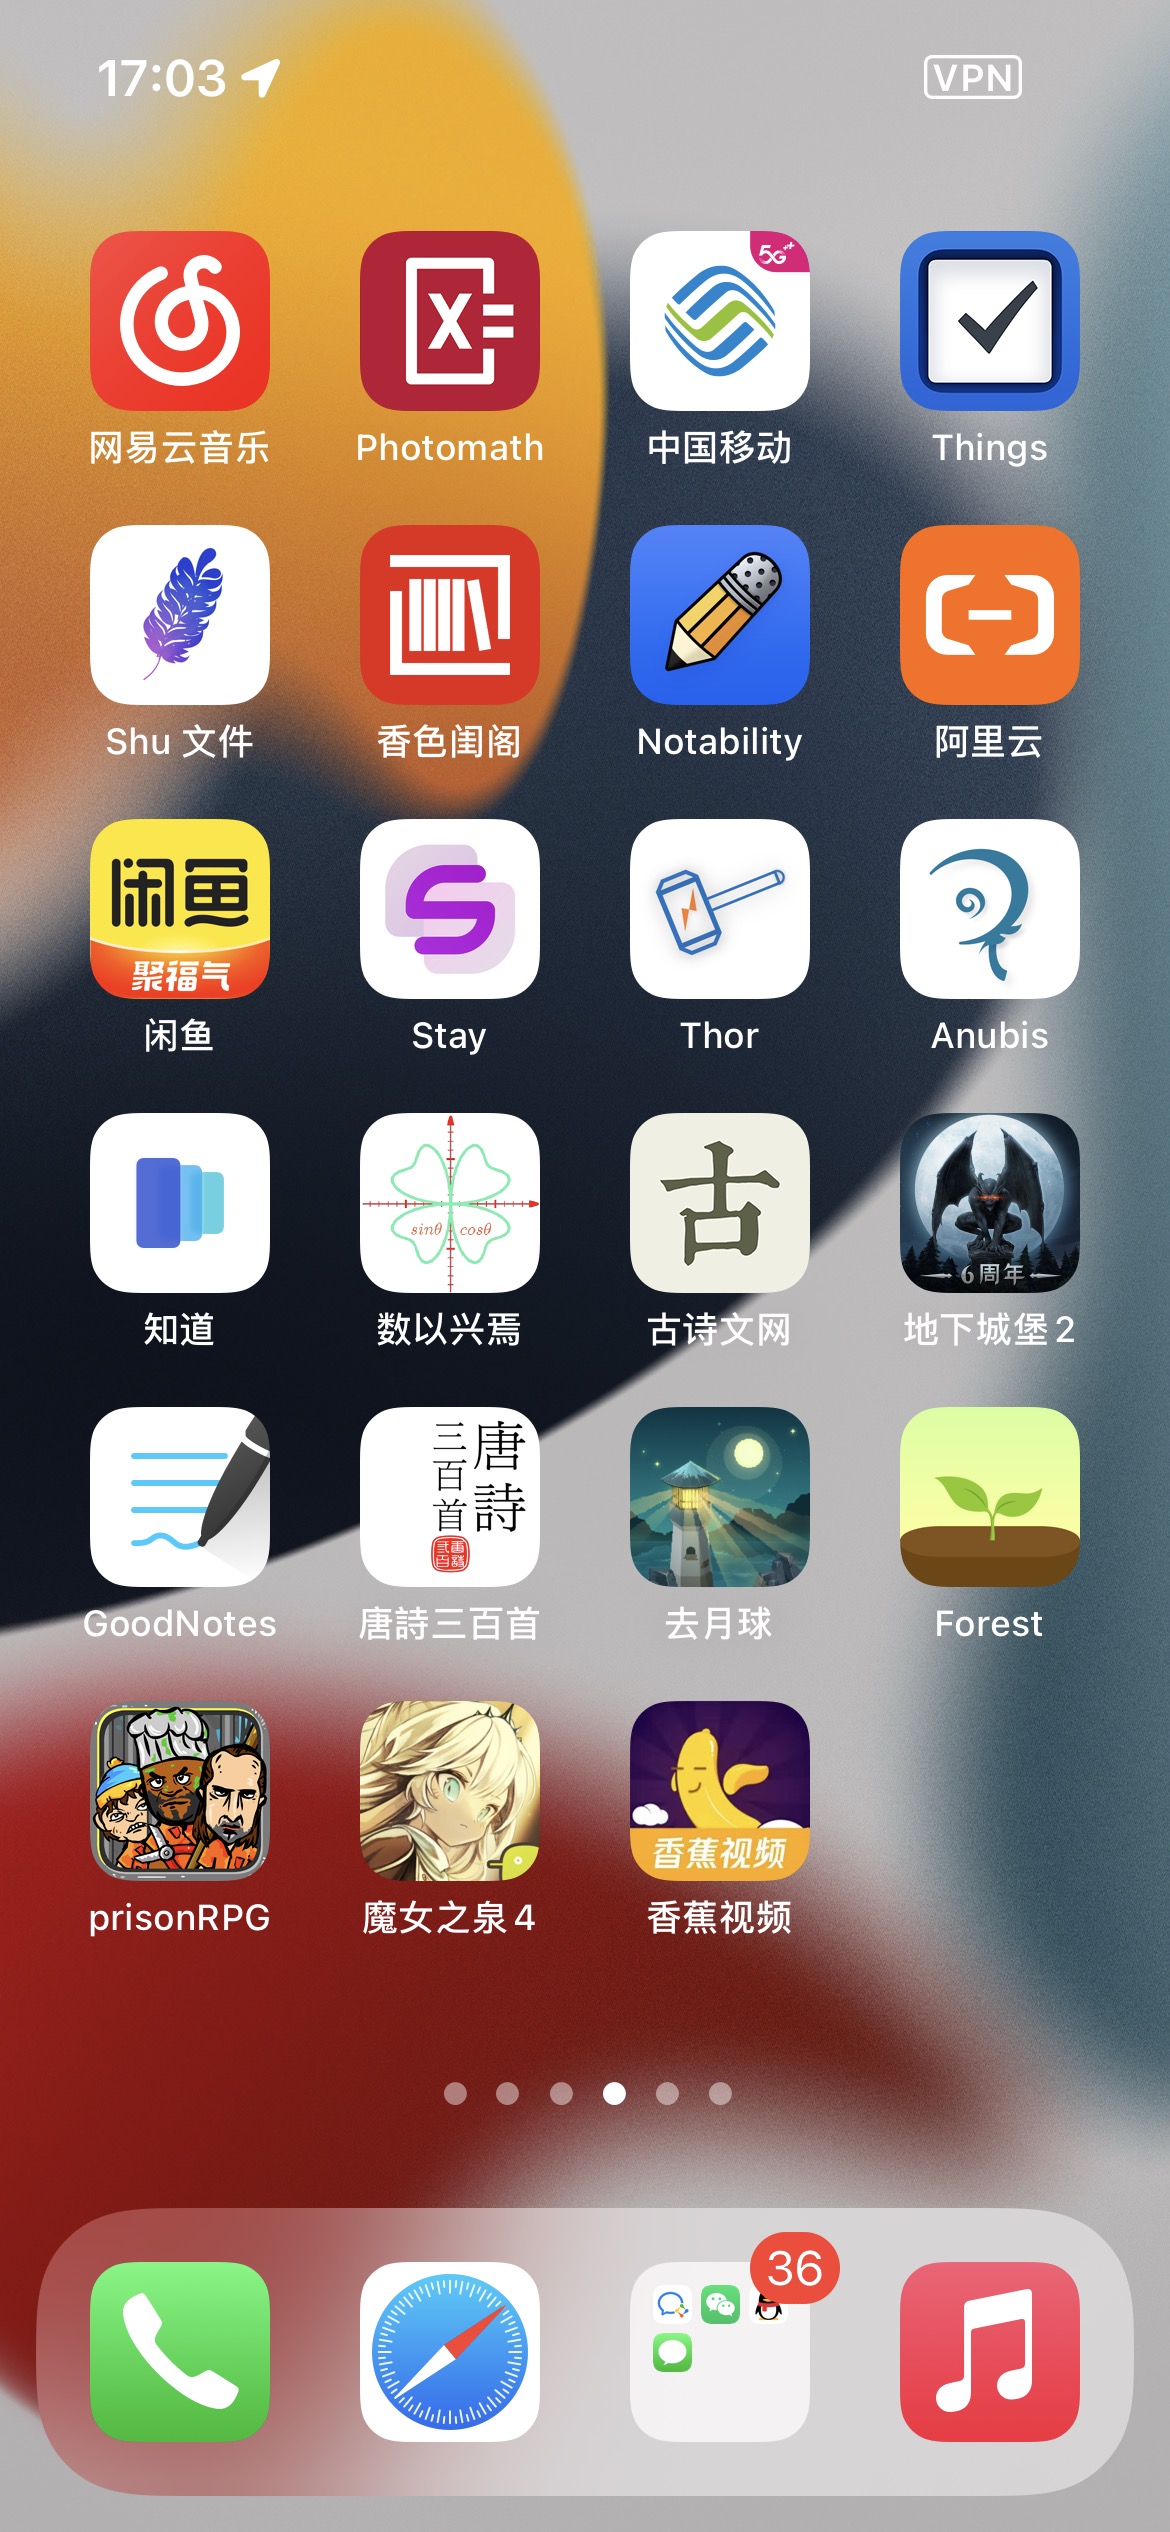 17:03
VPN
5G++
网易云音乐
Photomath
中国移动
Things
Shu 文件
香色闺阁
Notability
阿里云
闲鱼
聚福气
闲鱼
Stay
Thor
Anubis
sinθ cosθ
古
6周年
知道
数以兴焉
古诗文网
地下城堡2
唐詩
三百首
GoodNotes
唐詩三百首
去月球
Forest
香蕉视频
prisonRPG
魔女之泉4
香蕉视频
36